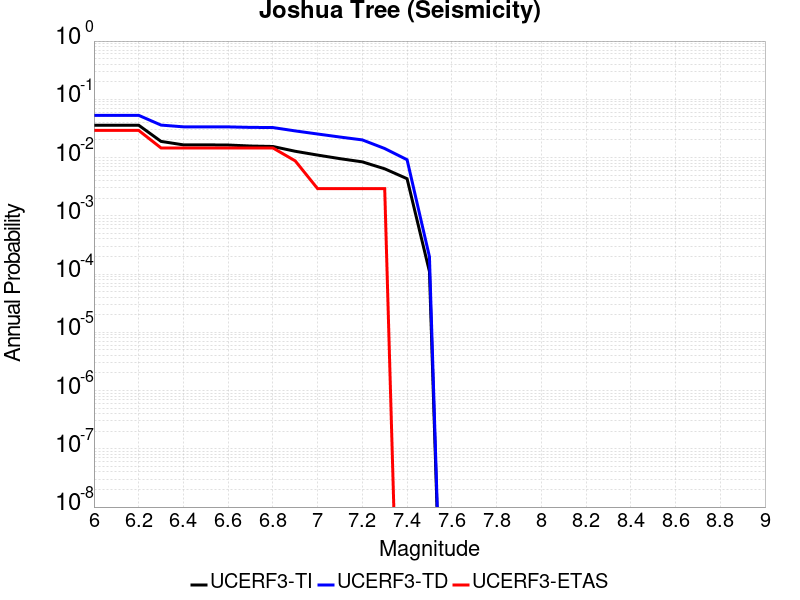 Joshua Tree (Seismicity)
10^0
10^-1
10^-2
10^-3
10^-4
10^-5
10^-6
10^-7
10^-8
Annual Probability
6 6.2 6.4 6.6 6.8 7 7.2 7.4 7.6 7.8 8 8.2 8.4 8.6 8.8 9
Magnitude
UCERF3-TI UCERF3-TD UCERF3-ETAS